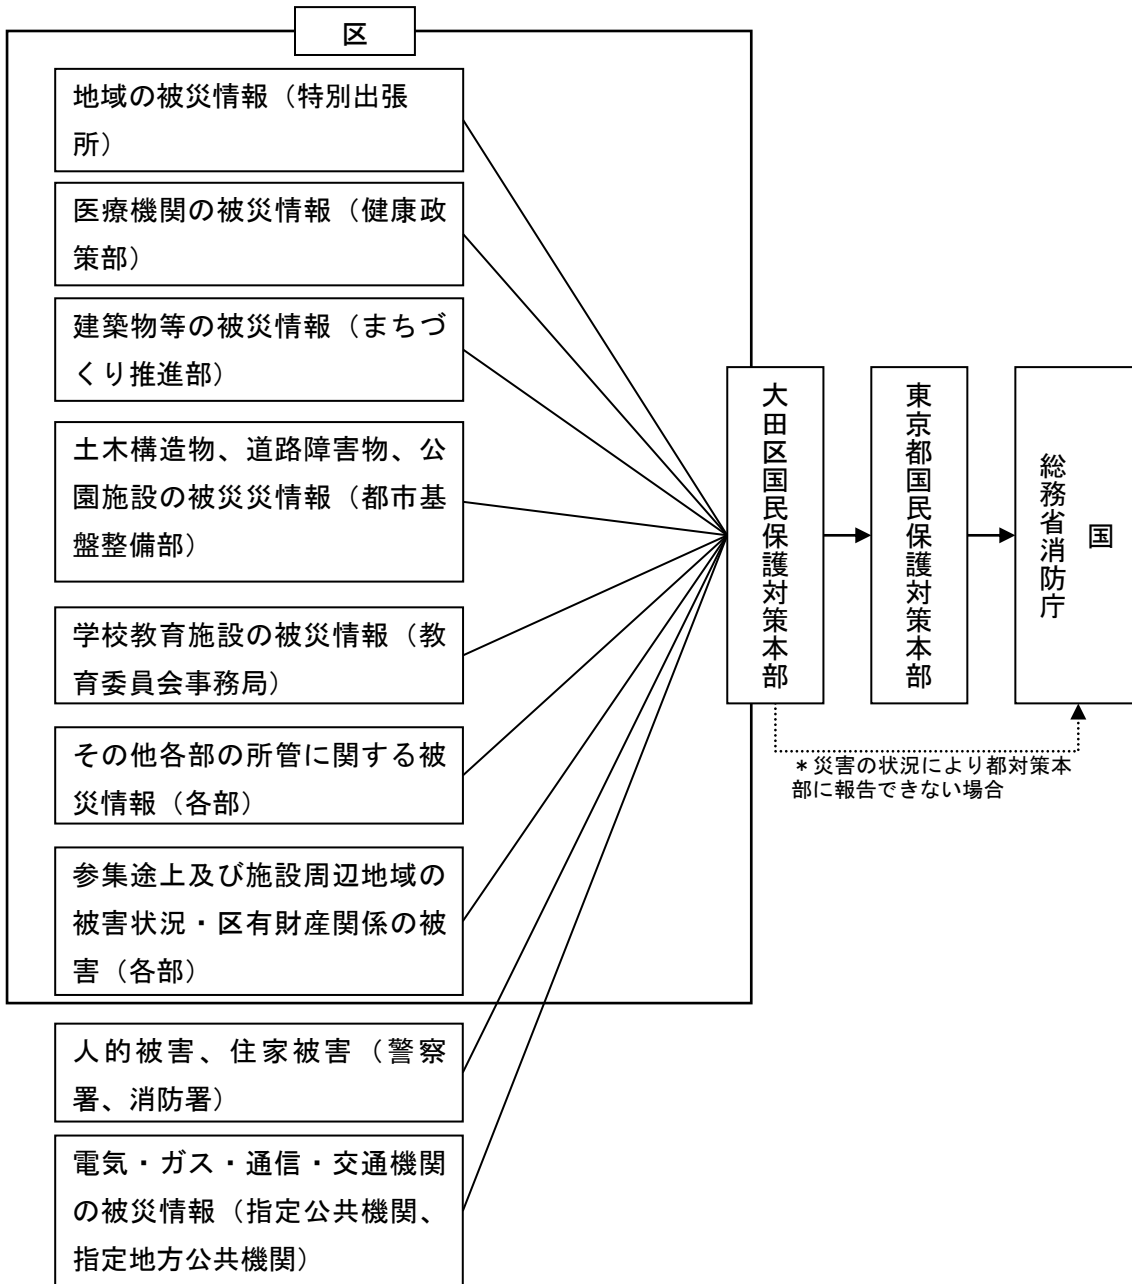 区
地域の被災情報（特別出張
所）
医療機関の被災情報（健康政
策部）
建築物等の被災情報（まちづ
くり推進部）
土木構造物、道路障害物、公
園施設の被災災情報（都市基
盤整備部）
学校教育施設の被災情報（教
育委員会事務局）
その他各部の所管に関する被
災情報（各部）
参集途上及び施設周辺地域の
被害状況・区有財産関係の被
害（各部）
人的被害、住家被害（警察
署、消防署）
電気・ガス・通信・交通機関
の被災情報（指定公共機関、
指定地方公共機関）
大田区国民保護対策本部
東京都国民保護対策本部
国
総務省消防庁
＊災害の状況により都対策本
部に報告できない場合